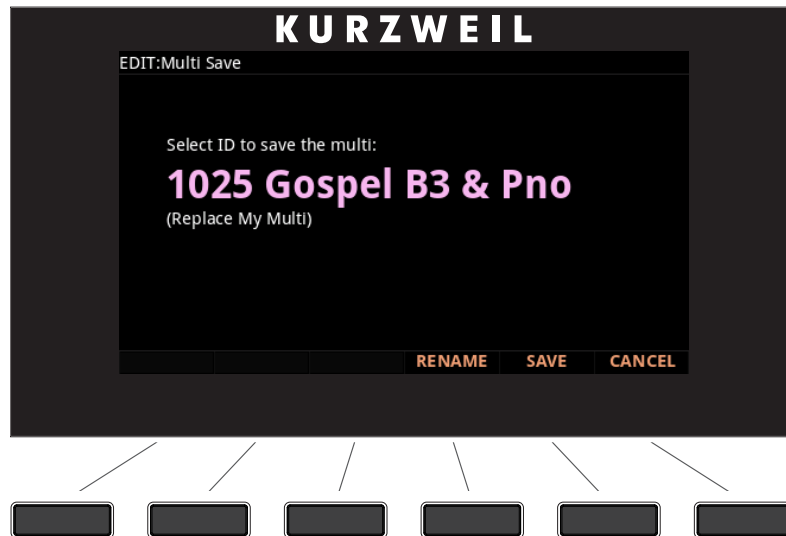 KURZWEIL
EDIT:Multi Save
Select ID to save the multi:
1025 Gospel B3 & Pno
(Replace My Multi)
RENAME SAVE CANCEL